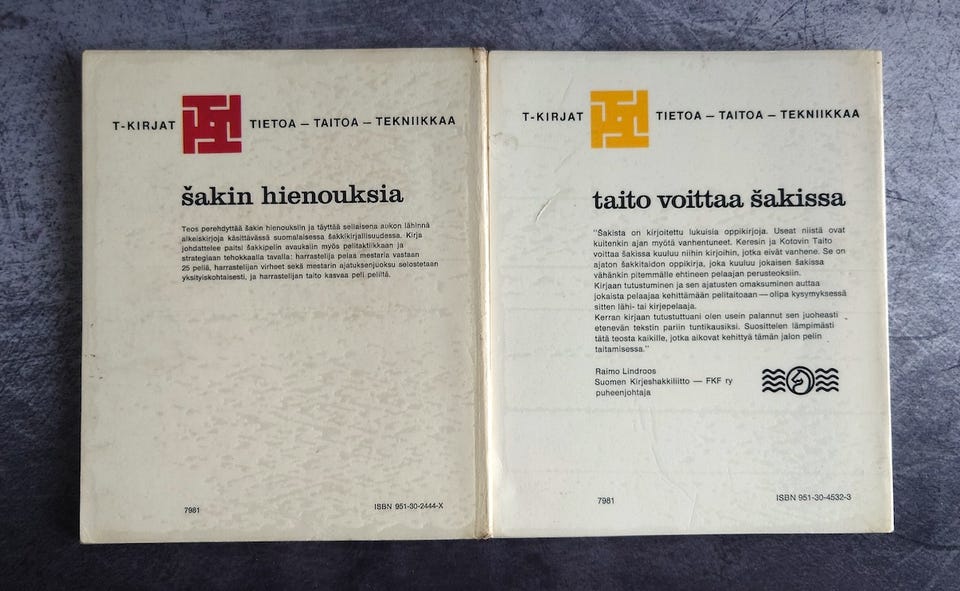 T-KIRJAT TIETOA — TAITOA — TEKNIIKKAA
šakin hienouksia
Teos perehdyttää šakin hienouksiin ja täyttää sellaisena aukon lähinnä
alkeiskirjoja käsittävässä suomalaisessa šakkikirjallisuudessa. Kirja
johdattelee paitsi šakkipelin avauksiin myös pelitaktiikkaan ja
strategiaan tehokkaalla tavalla: harrastelija pelaa mestaria vastaan
25 peliä, harrastelijan virheet sekä mestarin ajatuksenjuoksu selostetaan
yksityiskohtaisesti, ja harrastelijan taito kasvaa peli peliltä.
7981
ISBN 951-30-2444-X
T-KIRJAT TIETOA — TAITOA — TEKNIIKKAA
taito voittaa šakissa
"Šakista on kirjoitettu lukuisia oppikirjoja. Useat niistä ovat
kuitenkin ajan myötä vanhentuneet. Keresin ja Kotovin Taito
voittaa šakissa kuuluu niihin kirjoihin, jotka eivät vanhene. Se on
ajaton šakkitaidon oppikirja, joka kuuluu jokaisen šakissa
vähänkin pitemmälle ehtineen pelaajan perusteoksiin.
Kirjaan tutustuminen ja sen ajatusten omaksuminen auttaa
jokaista pelaajaa kehittämään pelitaitoaan — olipa kysymyksessä
sitten lähi- tai kirjepelaaja.
Kerran kirjaan tutustuttuani olen usein palannut sen juoheasti
etenevän tekstin pariin tuntikausiksi. Suosittelen lämpimästi
tätä teosta kaikille, jotka aikovat kehittyä tämän jalon pelin
taitamisessa."
Raimo Lindroos
Suomen Kirjeshakkiliitto — FKF ry
puheenjohtaja
7981
ISBN 951-30-4532-3